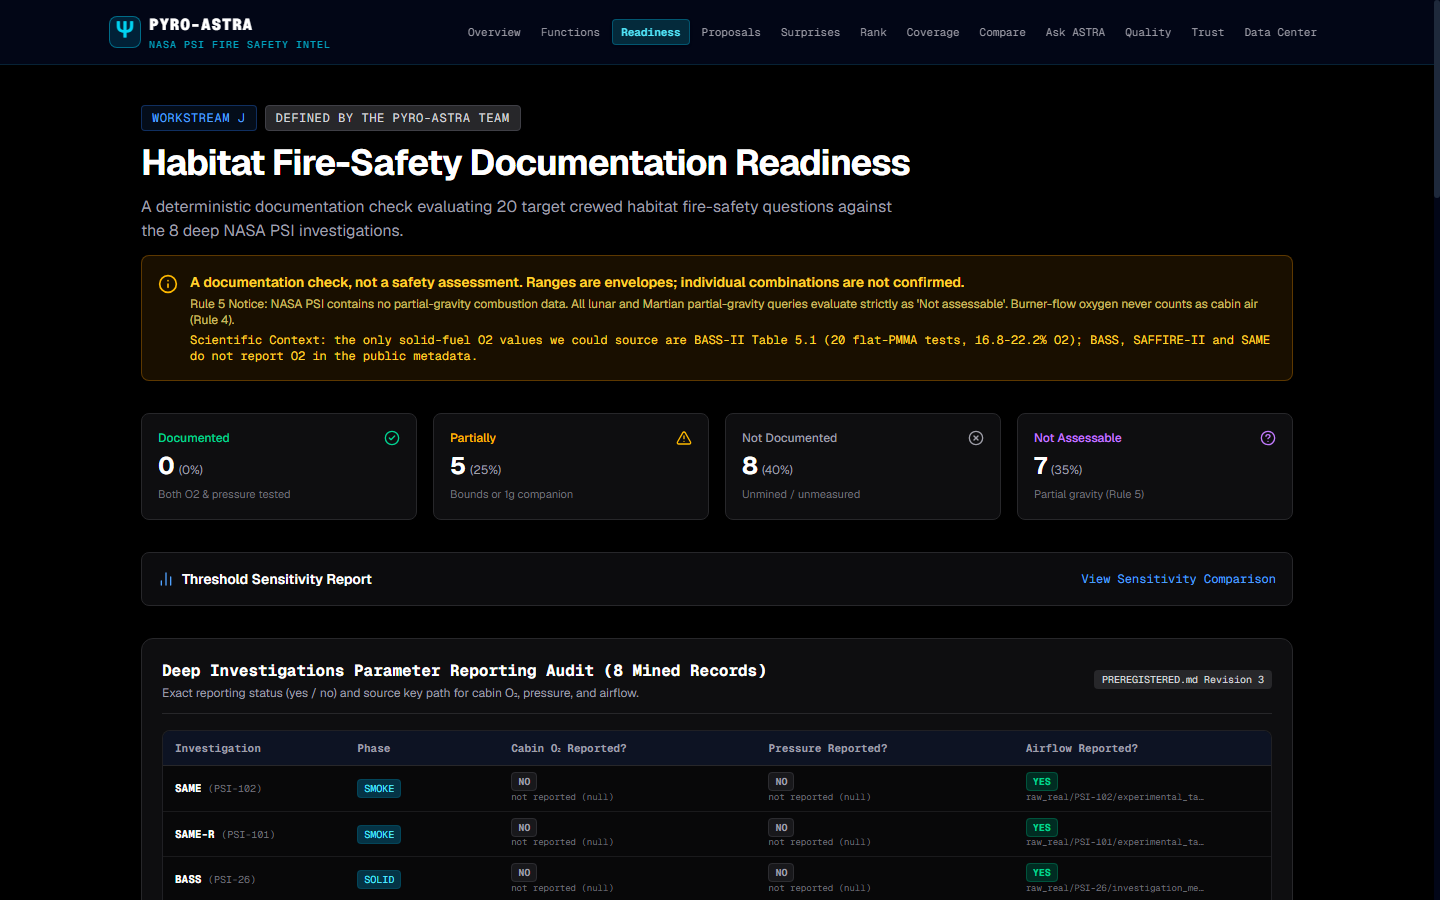 Ψ PYRO-ASTRA
NASA PSI FIRE SAFETY INTEL
Overview Functions Readiness Proposals Surprises Rank Coverage Compare Ask ASTRA Quality Trust Data Center
WORKSTREAM J DEFINED BY THE PYRO-ASTRA TEAM
Habitat Fire-Safety Documentation Readiness
A deterministic documentation check evaluating 20 target crewed habitat fire-safety questions against
the 8 deep NASA PSI investigations.
A documentation check, not a safety assessment. Ranges are envelopes; individual combinations are not confirmed.
Rule 5 Notice: NASA PSI contains no partial-gravity combustion data. All lunar and Martian partial-gravity queries evaluate strictly as 'Not assessable'. Burner-flow oxygen never counts as cabin air
(Rule 4).
Scientific Context: the only solid-fuel O2 values we could source are BASS-II Table 5.1 (20 flat-PMMA tests, 16.8-22.2% O2); BASS, SAFFIRE-II and SAME
do not report O2 in the public metadata.
Documented
0 (0%)
Both O2 & pressure tested
Partially
5 (25%)
Bounds or 1g companion
Not Documented
8 (40%)
Unmined / unmeasured
Not Assessable
7 (35%)
Partial gravity (Rule 5)
Threshold Sensitivity Report View Sensitivity Comparison
Deep Investigations Parameter Reporting Audit (8 Mined Records)
Exact reporting status (yes / no) and source key path for cabin O₂, pressure, and airflow.
PREREGISTERED.md Revision 3
Investigation Phase Cabin O₂ Reported? Pressure Reported? Airflow Reported?
SAME (PSI-102) SMOKE NO NO YES
not reported (null) not reported (null) raw_real/PSI-102/experimental_ta…
SAME-R (PSI-101) SMOKE NO NO YES
not reported (null) not reported (null) raw_real/PSI-101/experimental_ta…
BASS (PSI-26) SOLID NO NO YES
not reported (null) not reported (null) raw_real/PSI-26/investigation_me…